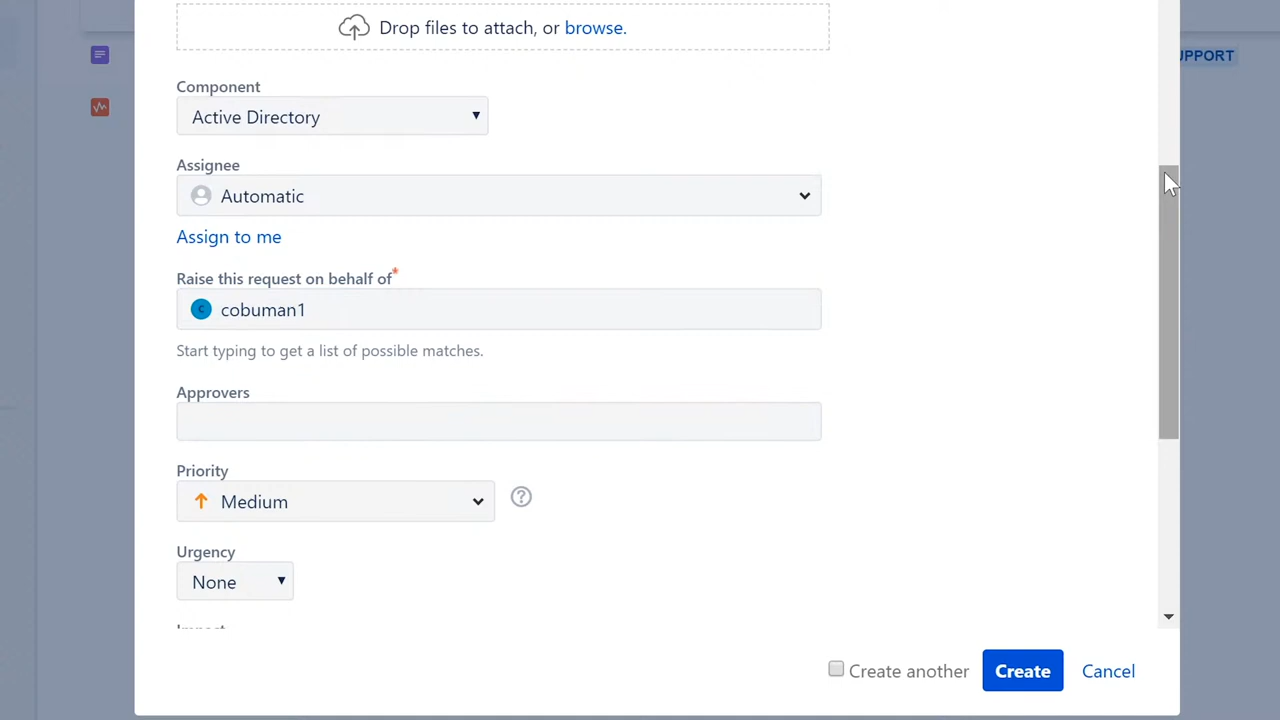 Drop files to attach, or browse.
UPPORT
Component
Active Directory
Assignee
Automatic
Assign to me
Raise this request on behalf of*
C cobuman1
Start typing to get a list of possible matches.
Approvers
Priority
Medium
?
Urgency
None
Impact
Create another
Create
Cancel